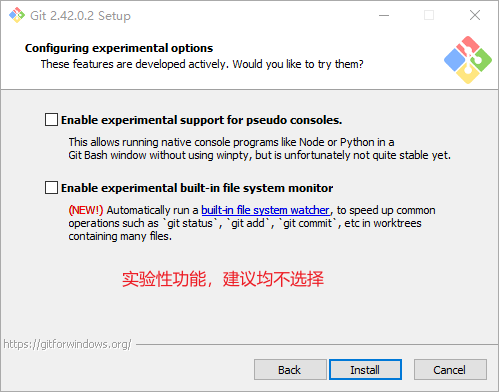 Git 2.42.0.2 Setup
Configuring experimental options
These features are developed actively. Would you like to try them?
Enable experimental support for pseudo consoles.
This allows running native console programs like Node or Python in a
Git Bash window without using winpty, but is unfortunately not quite stable yet.
Enable experimental built-in file system monitor
(NEW!) Automatically run a built-in file system watcher, to speed up common
operations such as `git status`, `git add`, `git commit`, etc in worktrees
containing many files.
实验性功能，建议均不选择
https://gitforwindows.org/
Back
Install
Cancel